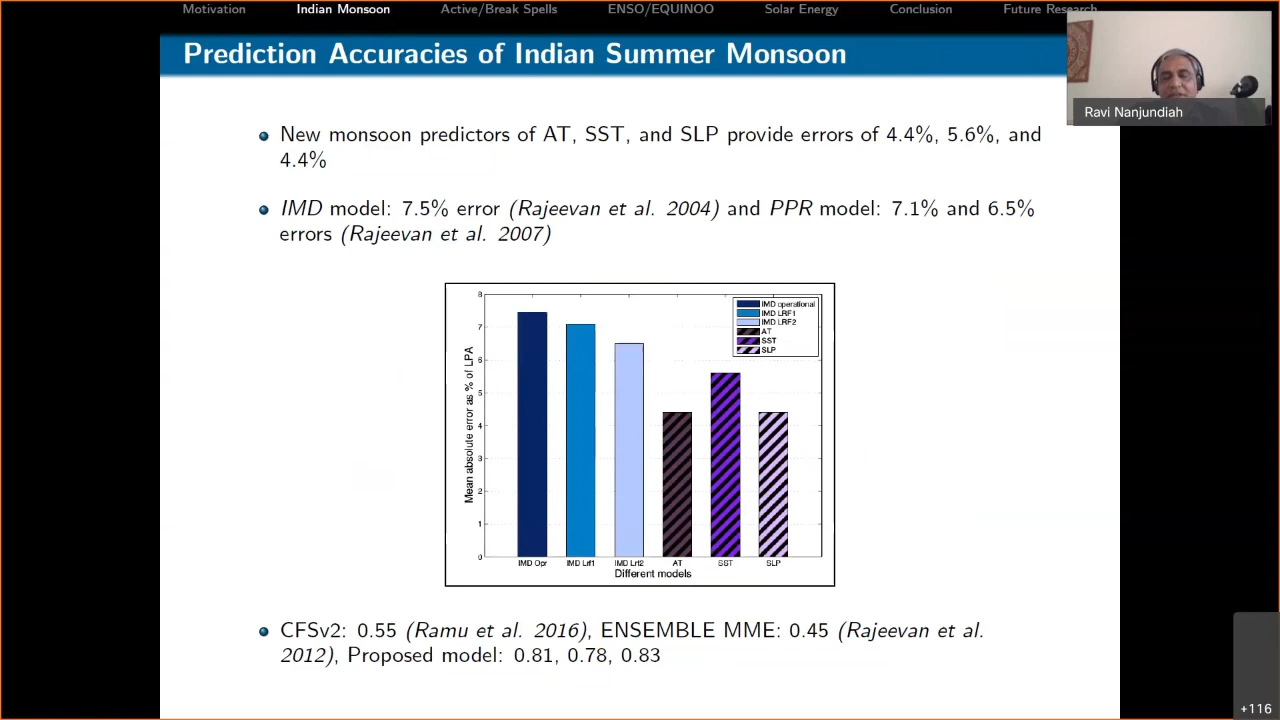 Motivation Indian Monsoon Active/Break Spells ENSO/EQUINOO Solar Energy Conclusion Future Research
Prediction Accuracies of Indian Summer Monsoon
Ravi Nanjundiah
New monsoon predictors of AT, SST, and SLP provide errors of 4.4%, 5.6%, and
4.4%
IMD model: 7.5% error (Rajeevan et al. 2004) and PPR model: 7.1% and 6.5%
errors (Rajeevan et al. 2007)
8
7
6
5
4
3
2
1
0
Mean absolute error as % of LPA
IMD operational
IMD LRF1
IMD LRF2
AT
SST
SLP
IMD Opr IMD Lrf1 IMD Lrf2 AT SST SLP
Different models
CFSv2: 0.55 (Ramu et al. 2016), ENSEMBLE MME: 0.45 (Rajeevan et al.
2012), Proposed model: 0.81, 0.78, 0.83
+116